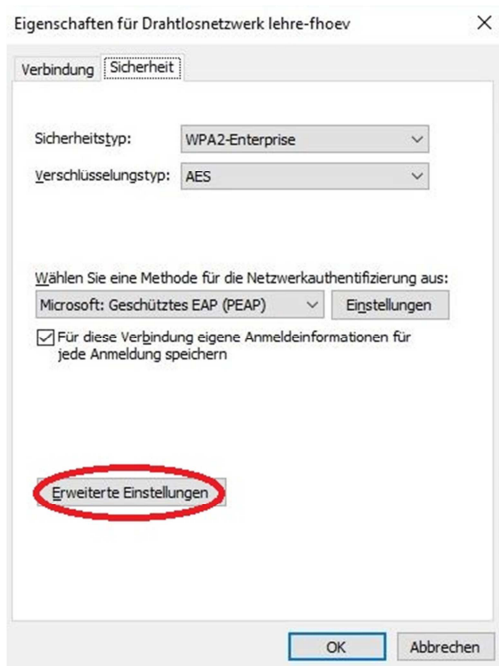 Eigenschaften für Drahtlosnetzwerk lehre-fhoev
Verbindung Sicherheit
Sicherheitstyp: WPA2-Enterprise
Verschlüsselungstyp: AES
Wählen Sie eine Methode für die Netzwerkauthentifizierung aus:
Microsoft: Geschütztes EAP (PEAP) Einstellungen
Für diese Verbindung eigene Anmeldeinformationen für
jede Anmeldung speichern
Erweiterte Einstellungen
OK Abbrechen